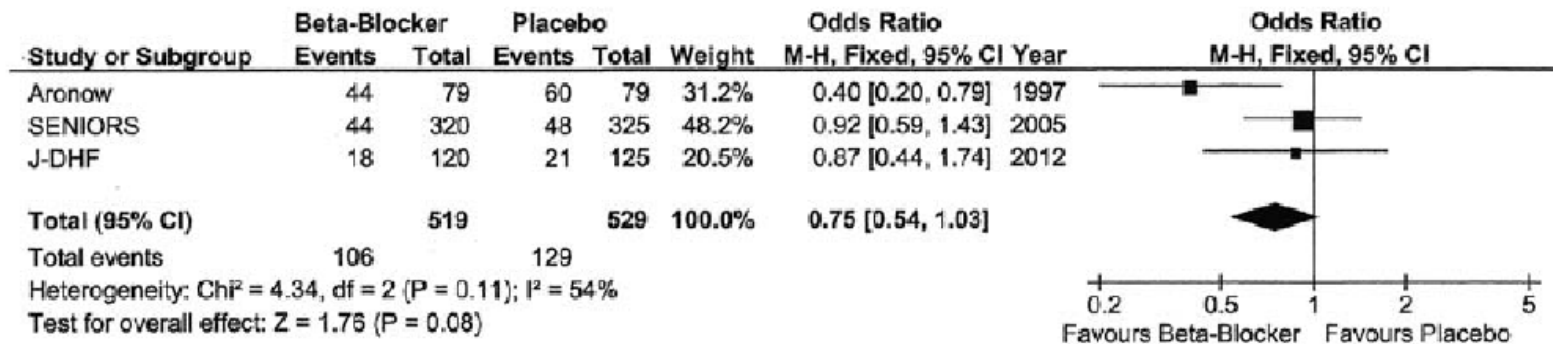 Beta-Blocker Placebo Odds Ratio Odds Ratio
Study or Subgroup Events Total Events Total Weight M-H, Fixed, 95% CI Year M-H, Fixed, 95% CI
Aronow 44 79 60 79 31.2% 0.40 [0.20, 0.79] 1997
SENIORS 44 320 48 325 48.2% 0.92 [0.59, 1.43] 2005
J-DHF 18 120 21 125 20.5% 0.87 [0.44, 1.74] 2012
Total (95% CI) 519 529 100.0% 0.75 [0.54, 1.03]
Total events 106 129
Heterogeneity: Chi² = 4.34, df = 2 (P = 0.11); I² = 54%
Test for overall effect: Z = 1.76 (P = 0.08)
0.2 0.5 1 2 5
Favours Beta-Blocker Favours Placebo